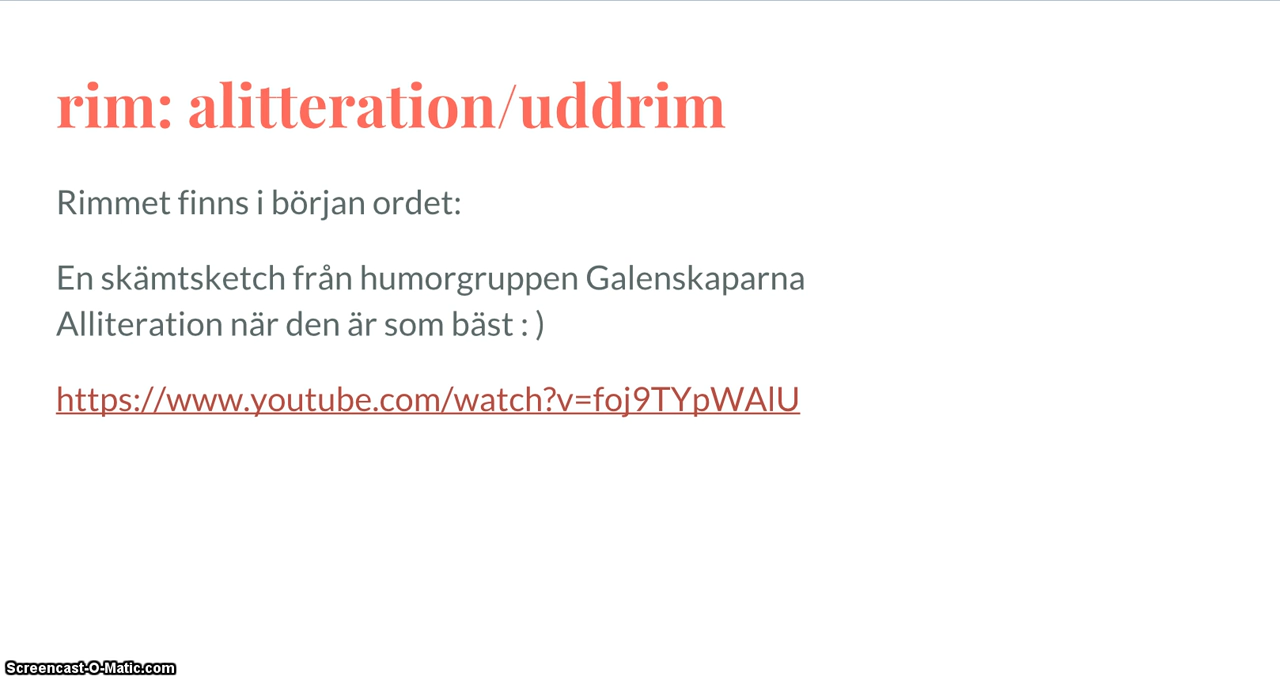 rim: alitteration/uddrim
Rimmet finns i början ordet:
En skämtsketch från humorgruppen Galenskaparna
Alliteration när den är som bäst : )
https://www.youtube.com/watch?v=foj9TYpWAlU
Screencast-O-Matic.com